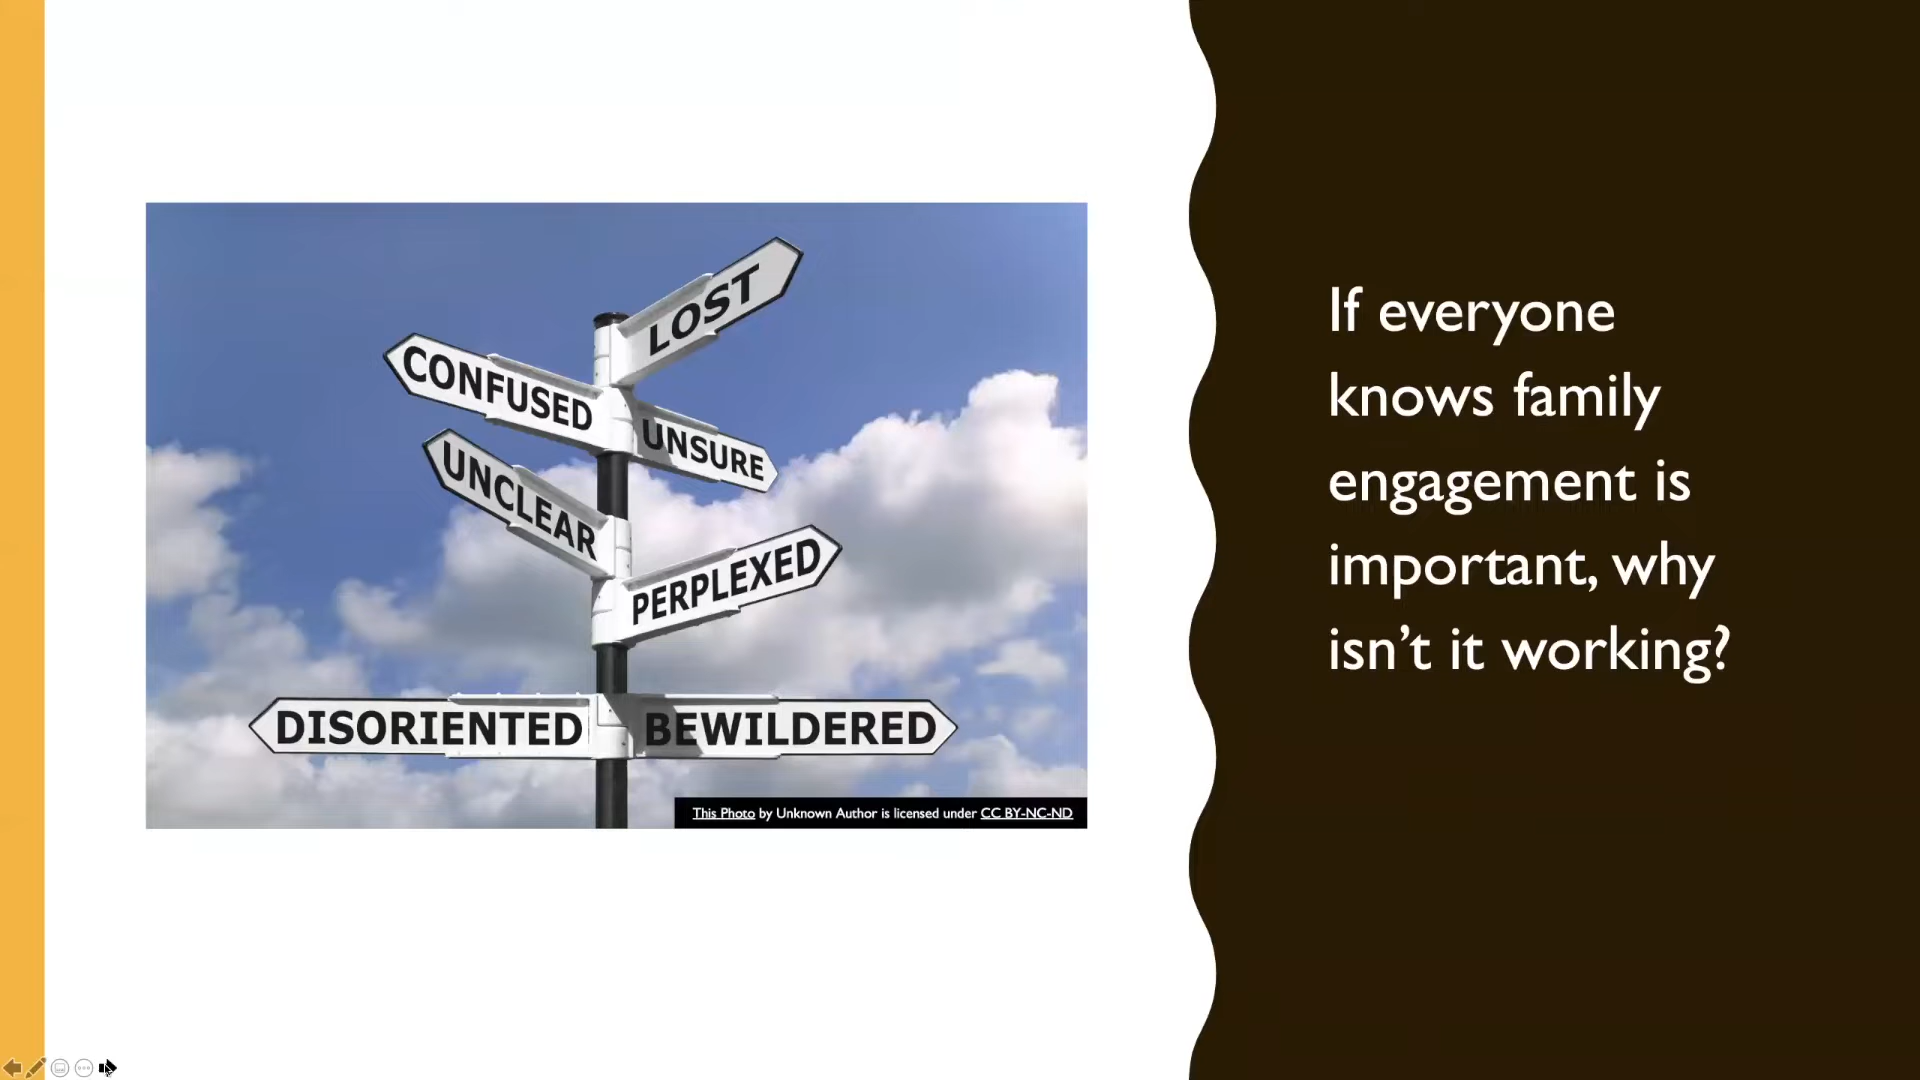 LOST
CONFUSED
UNSURE
UNCLEAR
PERPLEXED
DISORIENTED
BEWILDERED
This Photo by Unknown Author is licensed under CC BY-NC-ND
If everyone
knows family
engagement is
important, why
isn’t it working?